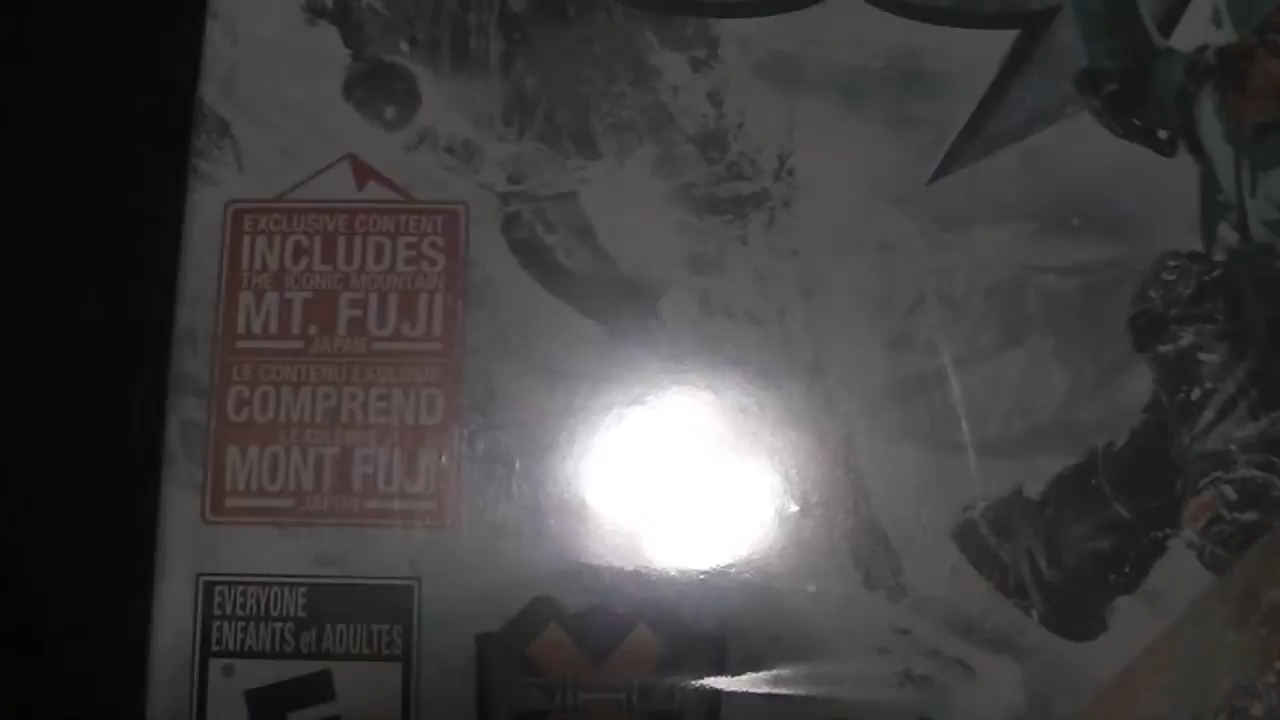 EXCLUSIVE CONTENT
INCLUDES
THE ICONIC MOUNTAIN
MT. FUJI
JAPAN
LE CONTENU EXCLUSIF
COMPREND
MONT FUJI
JAPON
EVERYONE
ENFANTS et ADULTES
E